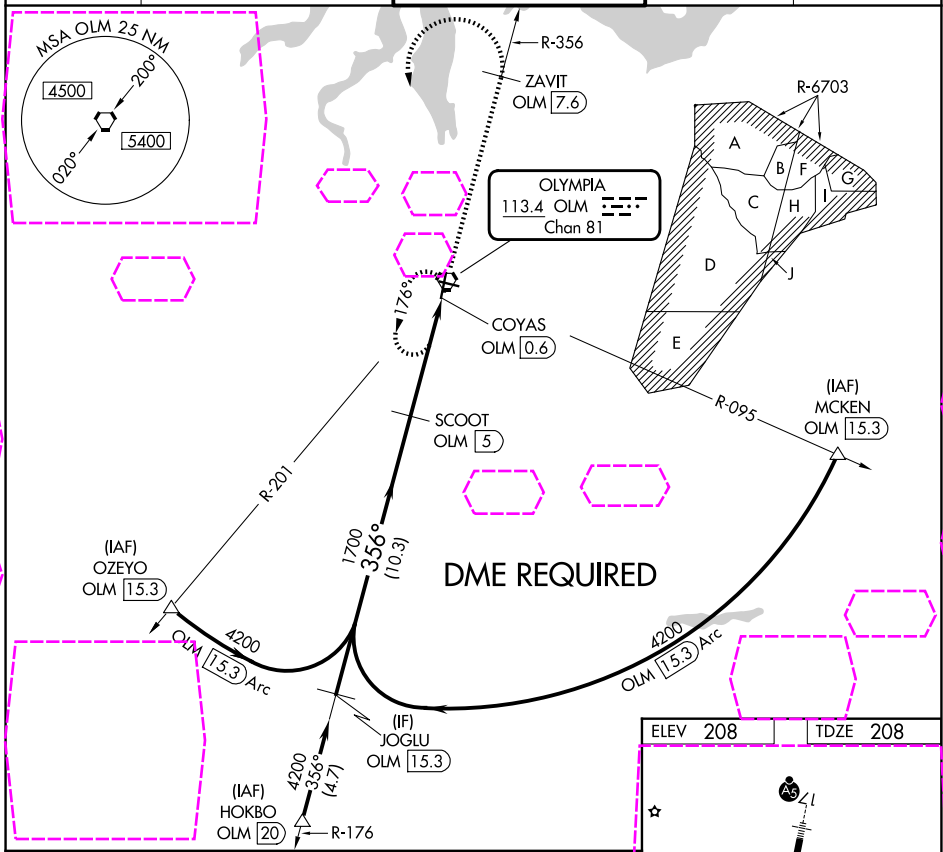 MSA OLM 25 NM
4500
200°
5400
020°
R-356
ZAVIT
OLM 7.6
R-6703
A
B
F
G
C
H
I
D
J
E
OLYMPIA
113.4 OLM
Chan 81
176°
COYAS
OLM 0.6
R-095
(IAF)
MCKEN
OLM 15.3
SCOOT
OLM 5
R-201
1700
356°
(10.3)
DME REQUIRED
(IAF)
OZEYO
OLM 15.3
4200
OLM 15.3 Arc
4200
OLM 15.3 Arc
(IF)
JOGLU
OLM 15.3
4200
356°
(4.7)
(IAF)
HOKBO
OLM 20
R-176
ELEV 208
TDZE 208
A5
17